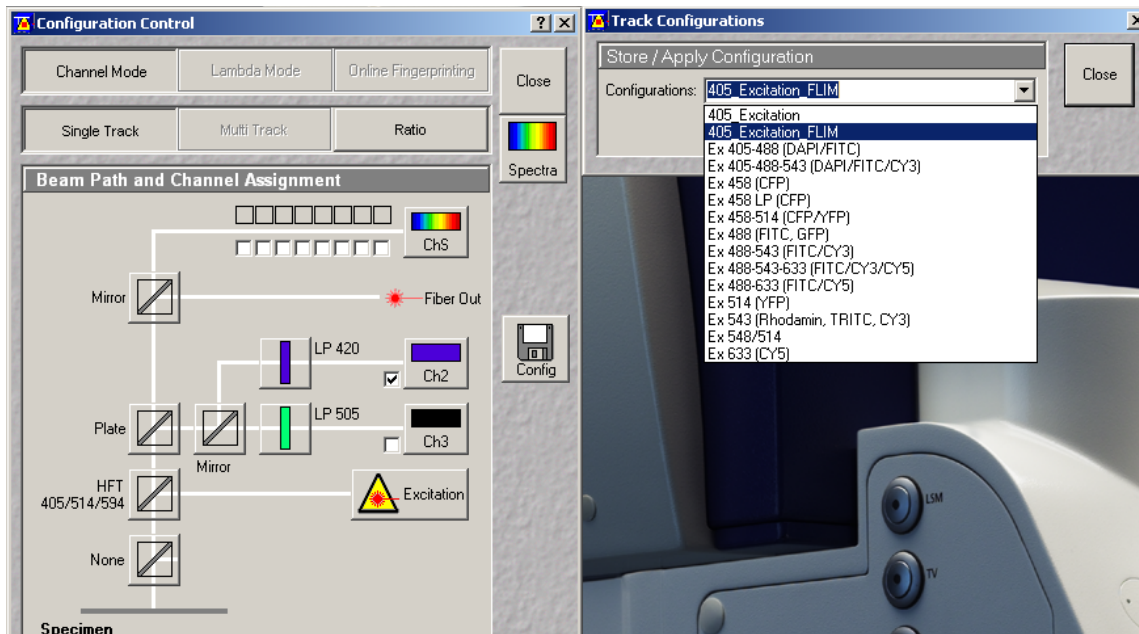 Configuration Control
Channel Mode
Lambda Mode
Online Fingerprinting
Close
Single Track
Multi Track
Ratio
Spectra
Beam Path and Channel Assignment
ChS
Mirror
Fiber Out
LP 420
Ch2
Config
Plate
LP 505
Ch3
Mirror
HFT
405/514/594
Excitation
None
Specimen
Track Configurations
Store / Apply Configuration
Configurations:
405_Excitation_FLIM
Close
405_Excitation
405_Excitation_FLIM
Ex 405-488 (DAPI/FITC)
Ex 405-488-543 (DAPI/FITC/CY3)
Ex 458 (CFP)
Ex 458 LP (CFP)
Ex 458-514 (CFP/YFP)
Ex 488 (FITC, GFP)
Ex 488-543 (FITC/CY3)
Ex 488-543-633 (FITC/CY3/CY5)
Ex 488-633 (FITC/CY5)
Ex 514 (YFP)
Ex 543 (Rhodamin, TRITC, CY3)
Ex 548/514
Ex 633 (CY5)
LSM
TV